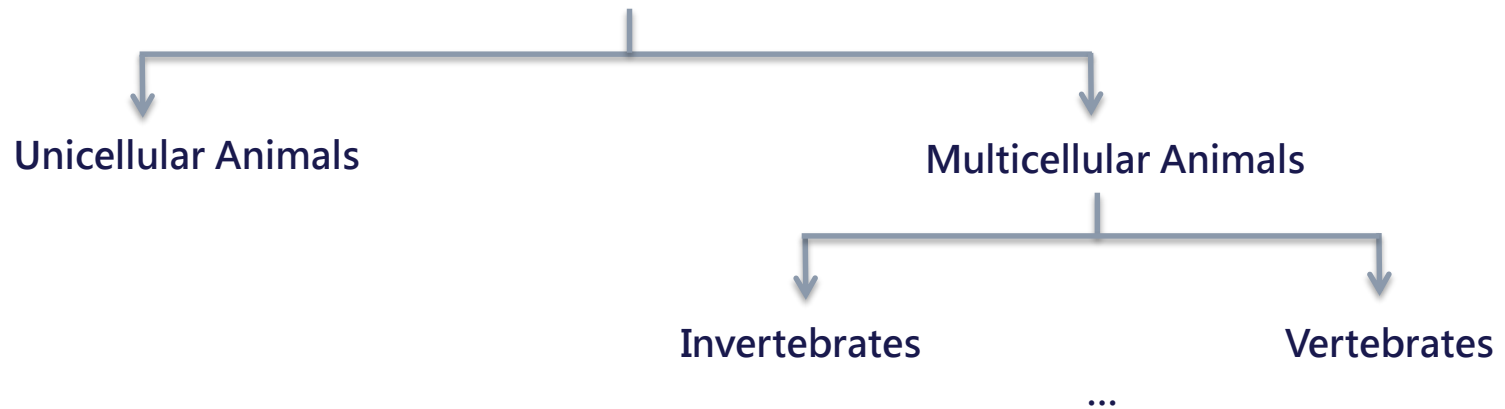 Unicellular Animals
Multicellular Animals
Invertebrates
Vertebrates
...